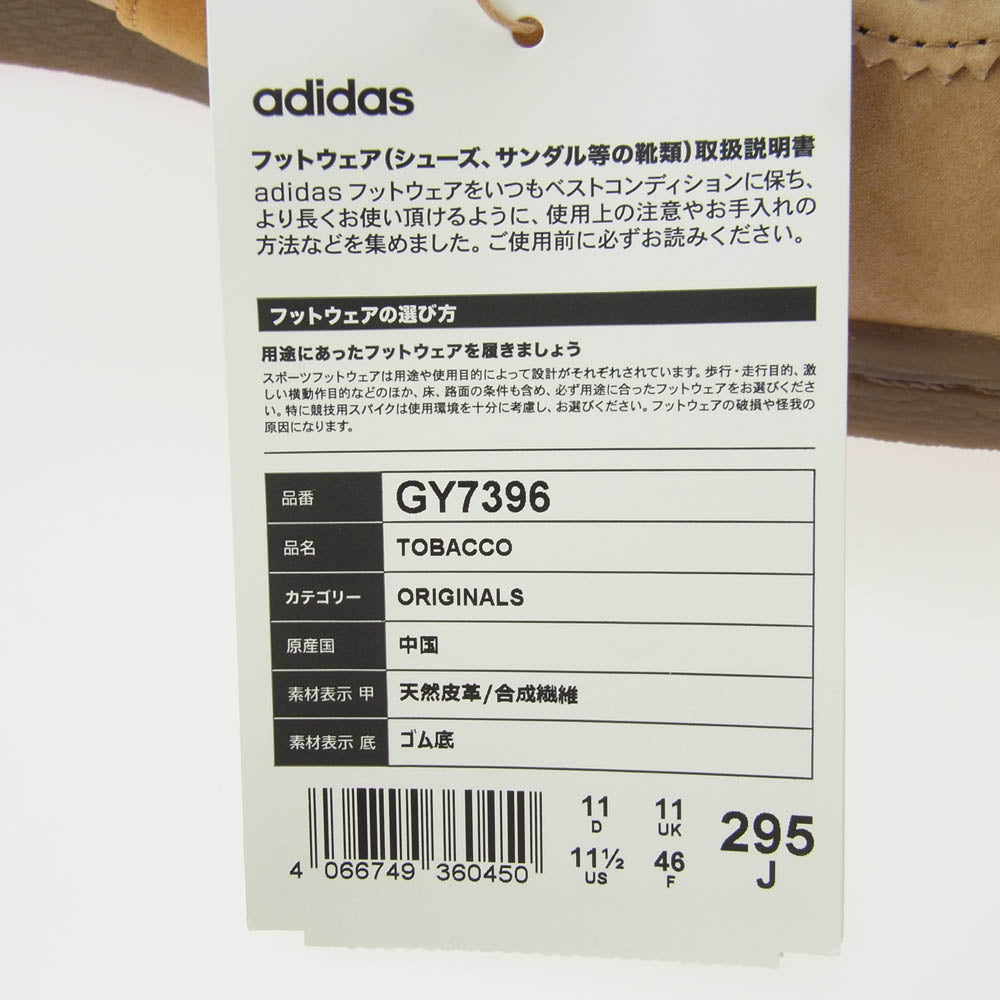 adidas
フットウェア(シューズ、サンダル等の靴類)取扱説明書
adidas フットウェアをいつもベストコンディションに保ち、
より長くお使い頂けるように、使用上の注意やお手入れの
方法などを集めました。ご使用前に必ずお読みください。
フットウェアの選び方
用途にあったフットウェアを履きましょう
スポーツフットウェアは用途や使用目的によって設計がそれぞれされています。歩行・走行目的、激
しい横動作目的などのほか、床、路面の条件も含め、必ず用途に合ったフットウェアをお選びくださ
い。特に競技用スパイクは使用環境を十分に考慮し、お選びください。フットウェアの破損や怪我の
原因になります。
品番 GY7396
品名 TOBACCO
カテゴリー ORIGINALS
原産国 中国
素材表示 甲 天然皮革/合成繊維
素材表示 底 ゴム底
11 11 295
D UK J
11½ 46
US F
4 066749 360450